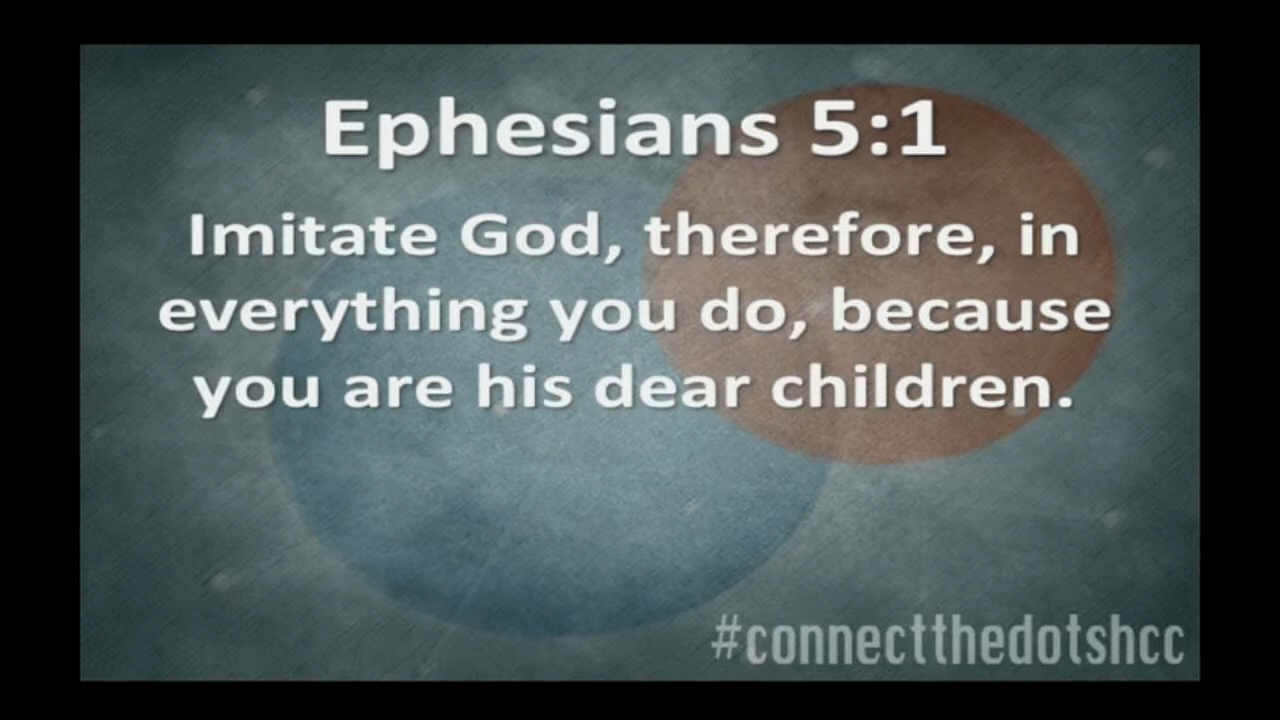 Ephesians 5:1
Imitate God, therefore, in
everything you do, because
you are his dear children.
#connectthedotshcc